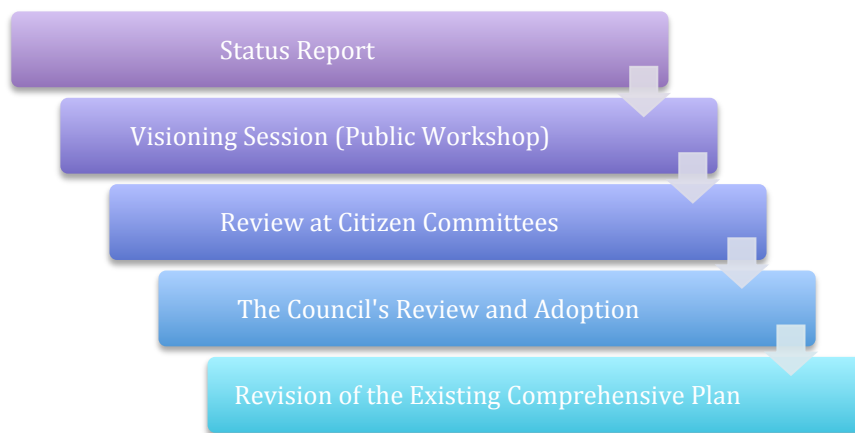 Status Report
Visioning Session (Public Workshop)
Review at Citizen Committees
The Council's Review and Adoption
Revision of the Existing Comprehensive Plan